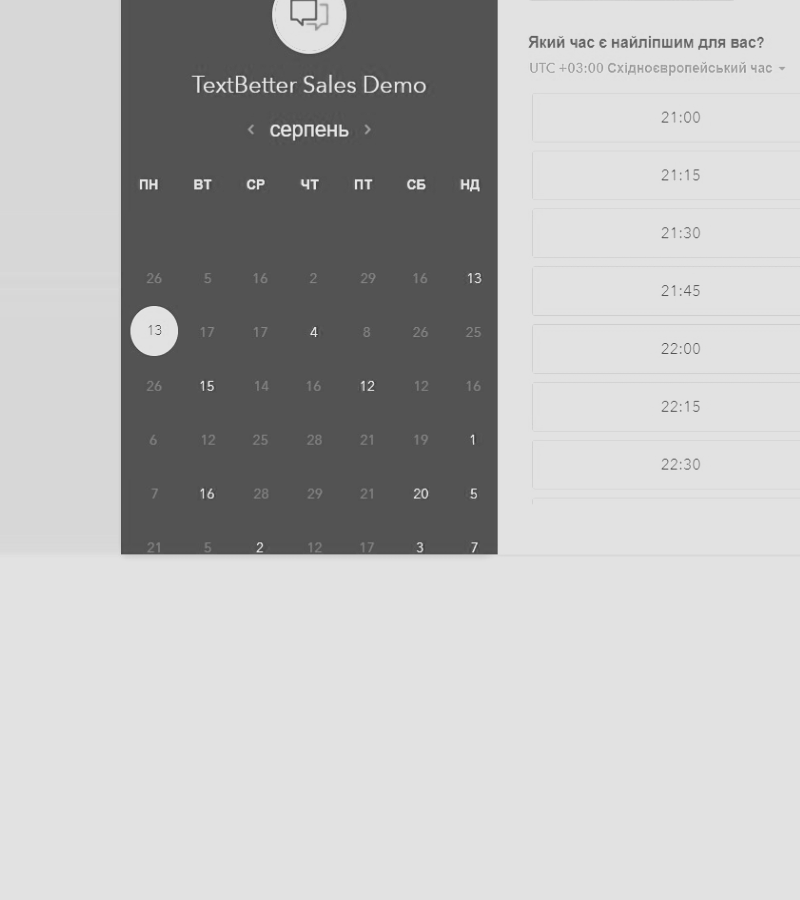 TextBetter Sales Demo
серпень
ПН ВТ СР ЧТ ПТ СБ НД
26 5 16 2 29 16 13
13 17 17 4 8 26 25
26 15 14 16 12 12 16
6 12 25 28 21 19 1
7 16 28 29 21 20 5
21 5 2 12 17 3 7
Який час є найліпшим для вас?
UTC +03:00 Східноєвропейський час
21:00
21:15
21:30
21:45
22:00
22:15
22:30